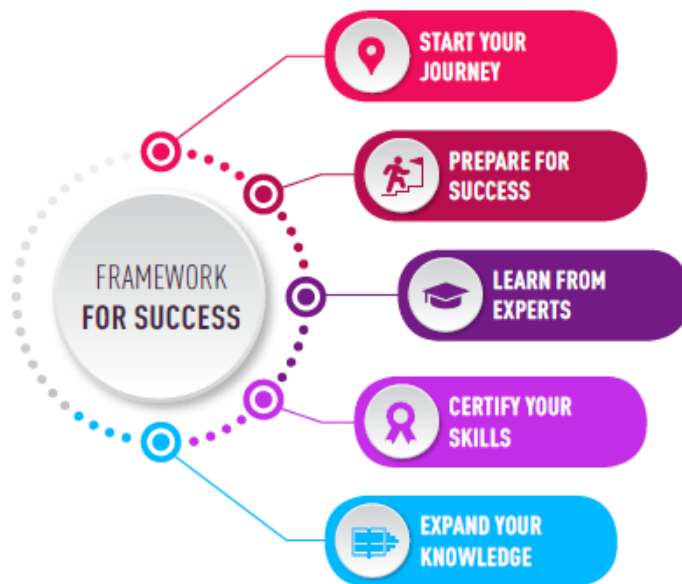 START YOUR
JOURNEY
PREPARE FOR
SUCCESS
FRAMEWORK
FOR SUCCESS
LEARN FROM
EXPERTS
CERTIFY YOUR
SKILLS
EXPAND YOUR
KNOWLEDGE